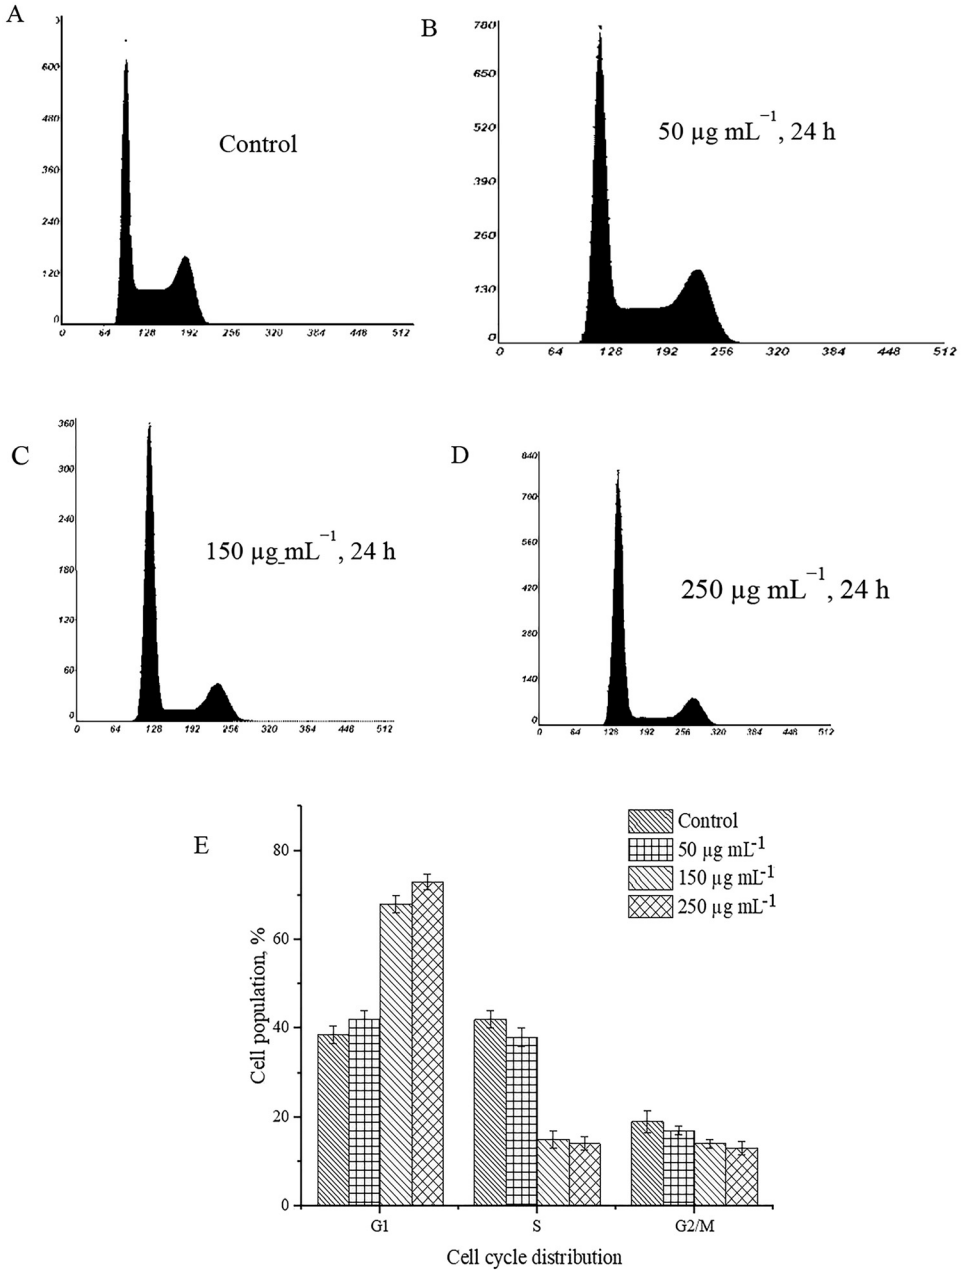 A
600
480
360
240
120
0
0 64 128 192 256 320 384 448 512
Control
B
780
650
520
390
260
130
0
0 64 128 192 256 320 384 448 512
50 µg mL⁻¹, 24 h
C
360
300
240
180
120
60
0
0 64 128 192 256 320 384 448 512
150 µg mL⁻¹, 24 h
D
840
700
560
420
280
140
0
0 64 128 192 256 320 384 448 512
250 µg mL⁻¹, 24 h
E
Cell population, %
80
60
40
20
0
Control
50 µg mL⁻¹
150 µg mL⁻¹
250 µg mL⁻¹
G1 S G2/M
Cell cycle distribution